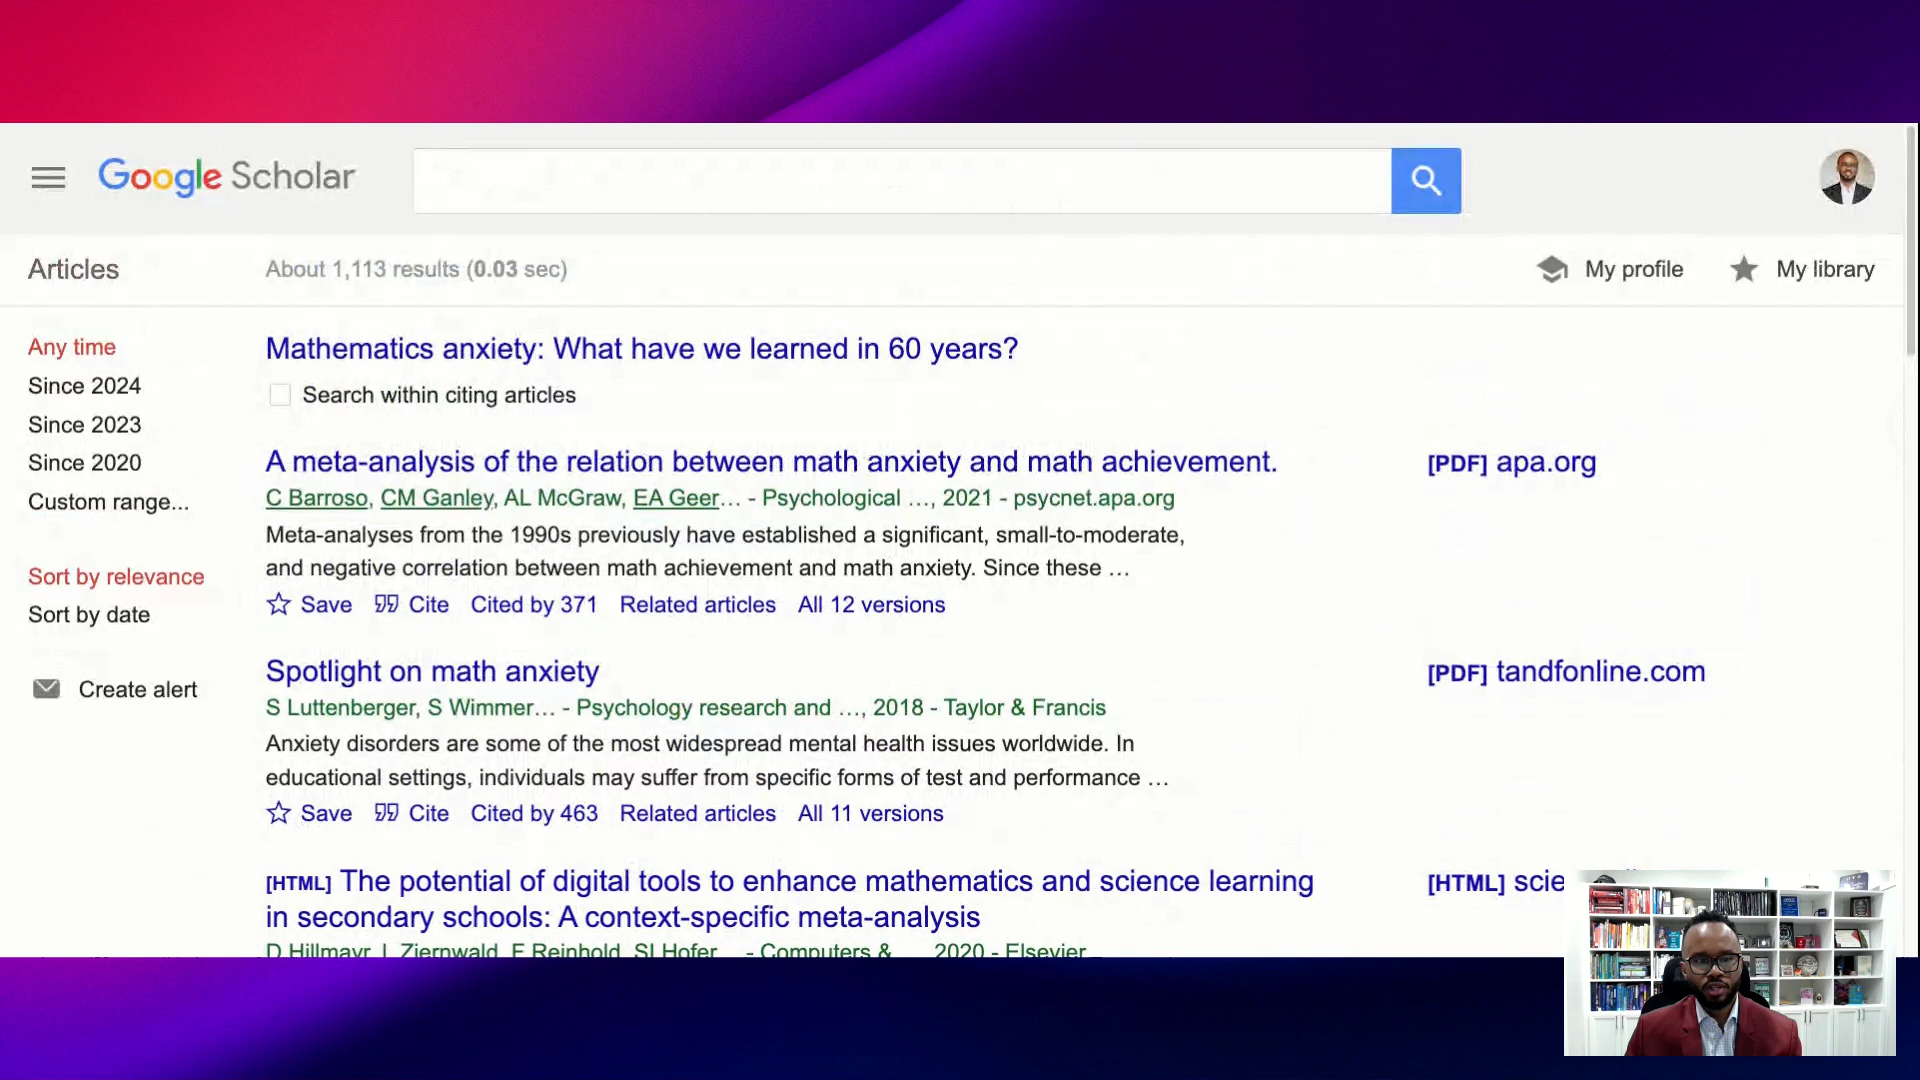 Google Scholar
Articles
About 1,113 results (0.03 sec)
My profile
My library
Any time
Since 2024
Since 2023
Since 2020
Custom range...
Sort by relevance
Sort by date
Create alert
Mathematics anxiety: What have we learned in 60 years?
Search within citing articles
A meta-analysis of the relation between math anxiety and math achievement.
[PDF] apa.org
C Barroso, CM Ganley, AL McGraw, EA Geer… - Psychological …, 2021 - psycnet.apa.org
Meta-analyses from the 1990s previously have established a significant, small-to-moderate,
and negative correlation between math achievement and math anxiety. Since these …
Save Cite Cited by 371 Related articles All 12 versions
Spotlight on math anxiety
[PDF] tandfonline.com
S Luttenberger, S Wimmer… - Psychology research and …, 2018 - Taylor & Francis
Anxiety disorders are some of the most widespread mental health issues worldwide. In
educational settings, individuals may suffer from specific forms of test and performance …
Save Cite Cited by 463 Related articles All 11 versions
[HTML] The potential of digital tools to enhance mathematics and science learning
in secondary schools: A context-specific meta-analysis
[HTML] scie
D Hillmayr, L Ziernwald, F Reinhold, SI Hofer… - Computers & …, 2020 - Elsevier